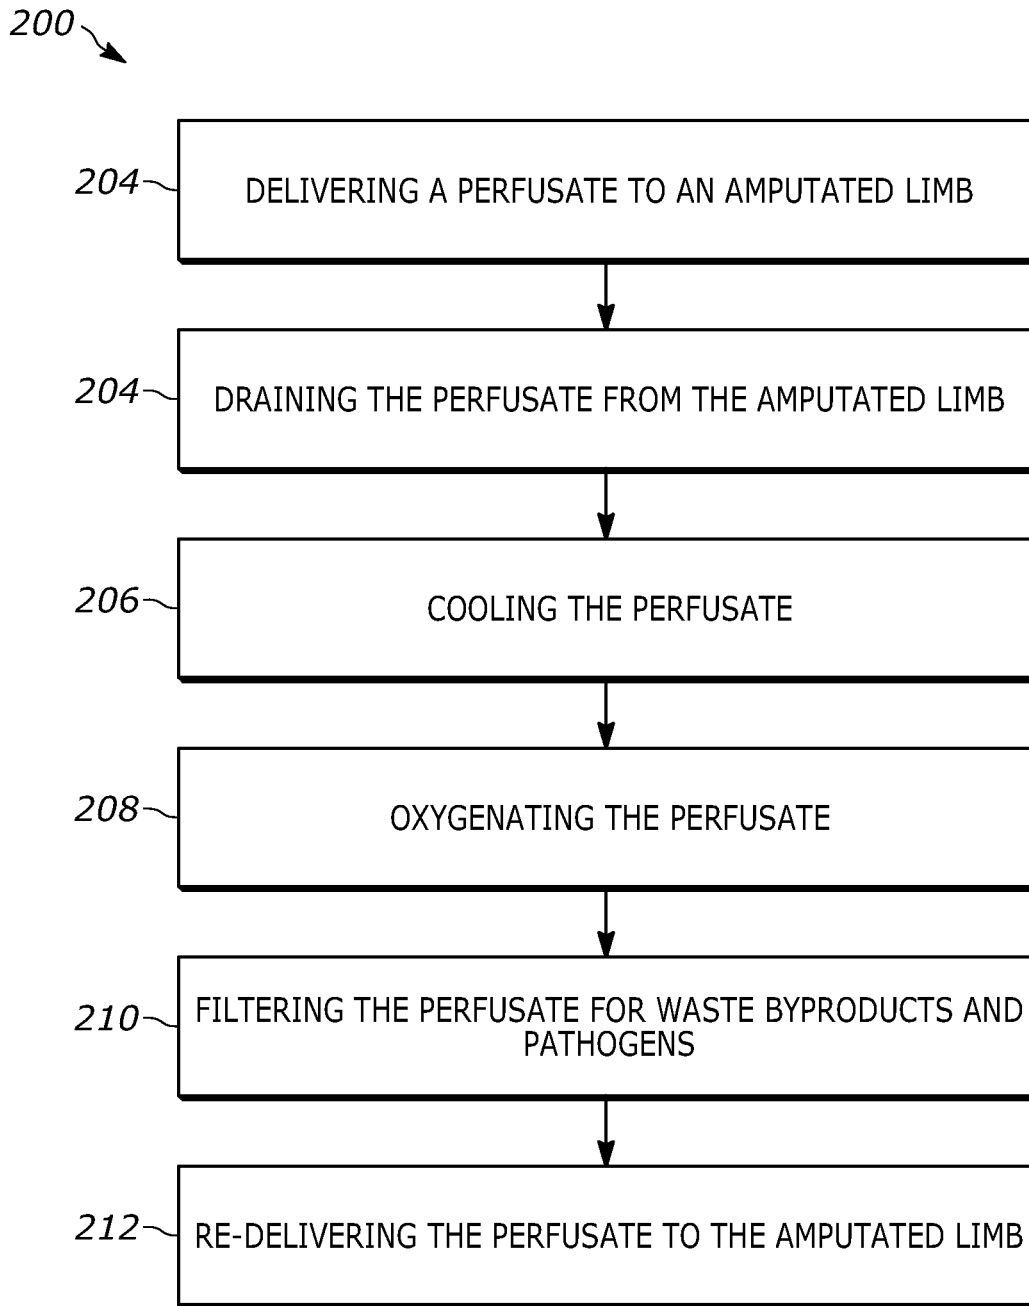 200
204
DELIVERING A PERFUSATE TO AN AMPUTATED LIMB
204
DRAINING THE PERFUSATE FROM THE AMPUTATED LIMB
206
COOLING THE PERFUSATE
208
OXYGENATING THE PERFUSATE
210
FILTERING THE PERFUSATE FOR WASTE BYPRODUCTS AND
PATHOGENS
212
RE-DELIVERING THE PERFUSATE TO THE AMPUTATED LIMB